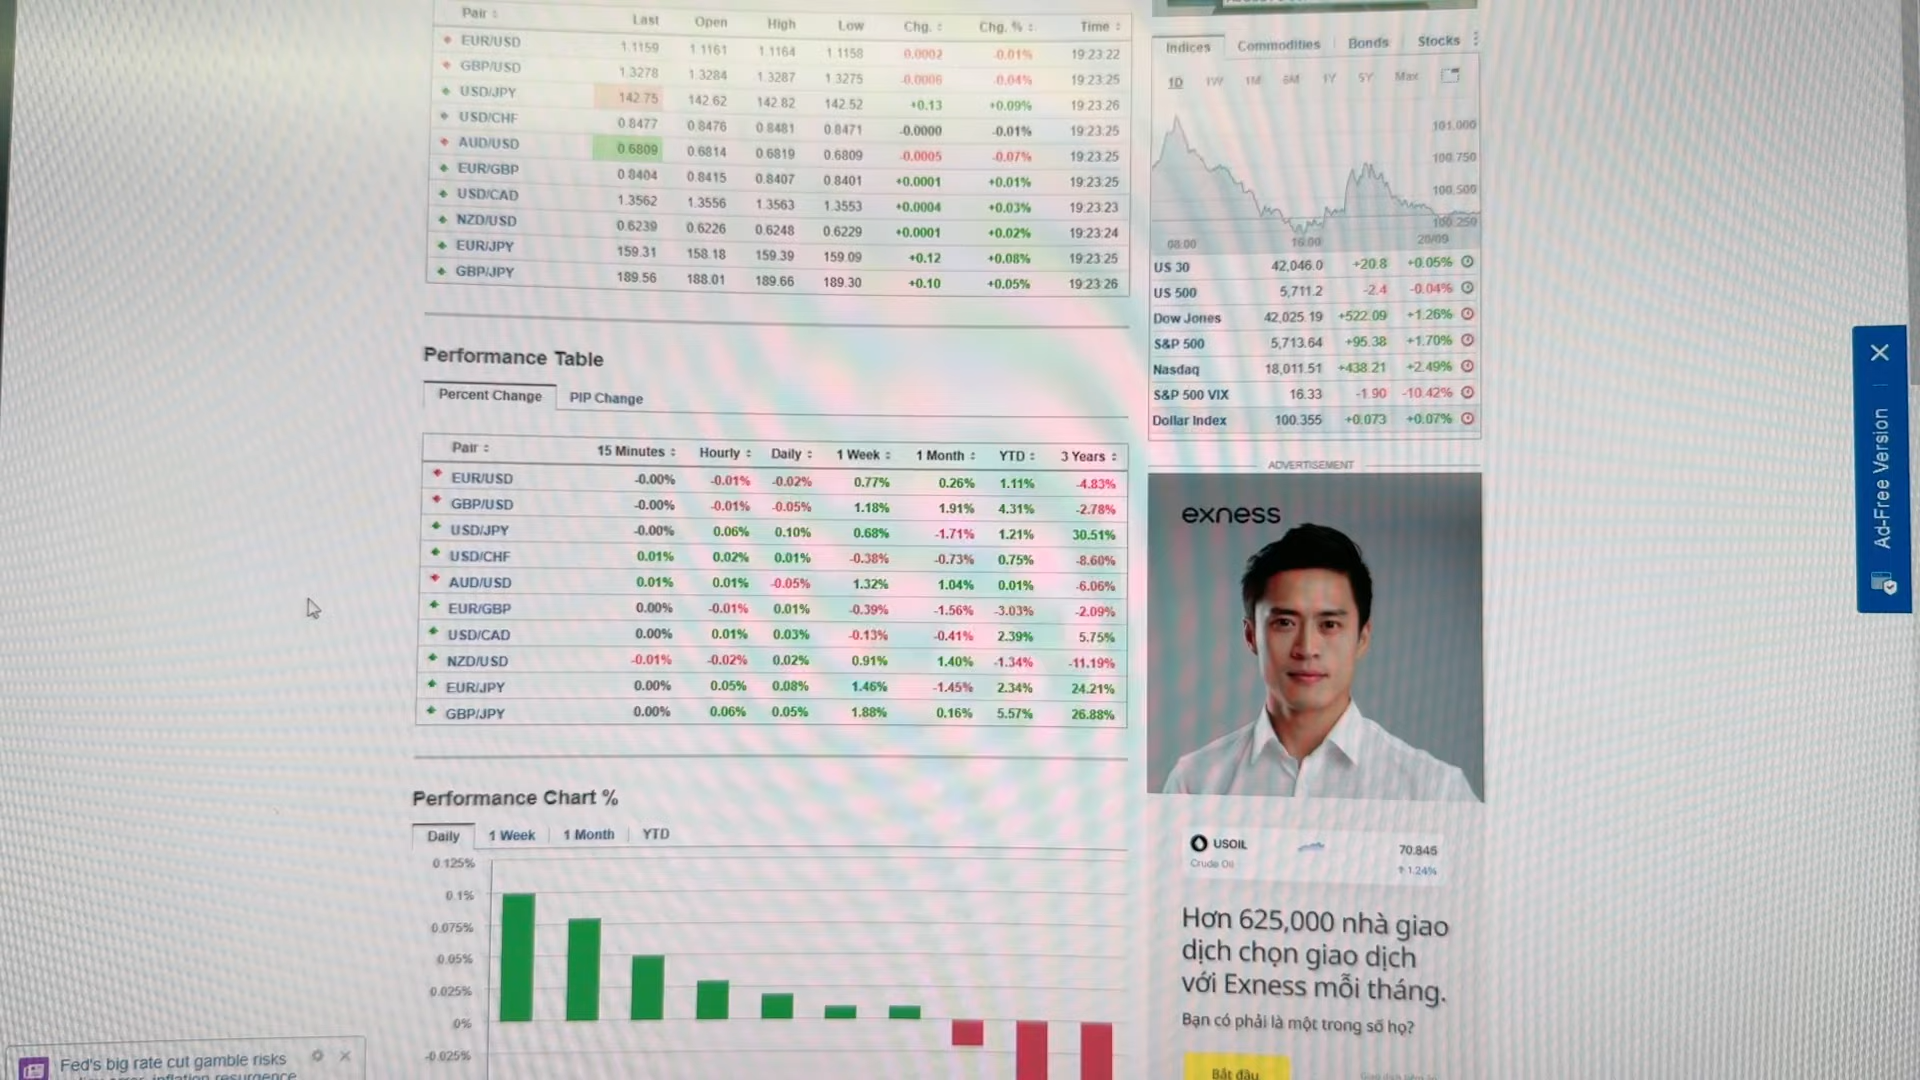 Pair Last Open High Low Chg. Chg. % Time
EUR/USD 1.1159 1.1161 1.1164 1.1158 -0.0002 -0.01% 19:23:22
GBP/USD 1.3278 1.3284 1.3287 1.3275 -0.0006 -0.04% 19:23:25
USD/JPY 142.75 142.62 142.82 142.52 +0.13 +0.09% 19:23:26
USD/CHF 0.8477 0.8476 0.8481 0.8471 -0.0000 -0.01% 19:23:25
AUD/USD 0.6809 0.6814 0.6819 0.6809 -0.0005 -0.07% 19:23:25
EUR/GBP 0.8404 0.8415 0.8407 0.8401 +0.0001 +0.01% 19:23:25
USD/CAD 1.3562 1.3556 1.3563 1.3553 +0.0004 +0.03% 19:23:23
NZD/USD 0.6239 0.6226 0.6248 0.6229 +0.0001 +0.02% 19:23:24
EUR/JPY 159.31 158.18 159.39 159.09 +0.12 +0.08% 19:23:25
GBP/JPY 189.56 188.01 189.66 189.30 +0.10 +0.05% 19:23:26
Performance Table
Percent Change PIP Change
Pair 15 Minutes Hourly Daily 1 Week 1 Month YTD 3 Years
EUR/USD -0.00% -0.01% -0.02% 0.77% 0.26% 1.11% -4.83%
GBP/USD -0.00% -0.01% -0.05% 1.18% 1.91% 4.31% -2.78%
USD/JPY -0.00% 0.06% 0.10% 0.68% -1.71% 1.21% 30.51%
USD/CHF 0.01% 0.02% 0.01% -0.38% -0.73% 0.75% -8.60%
AUD/USD 0.01% 0.01% -0.05% 1.32% 1.04% 0.01% -6.06%
EUR/GBP 0.00% -0.01% 0.01% -0.39% -1.56% -3.03% -2.09%
USD/CAD 0.00% 0.01% 0.03% -0.13% -0.41% 2.39% 5.75%
NZD/USD -0.01% -0.02% 0.02% 0.91% 1.40% -1.34% -11.19%
EUR/JPY 0.00% 0.05% 0.08% 1.46% -1.45% 2.34% 24.21%
GBP/JPY 0.00% 0.06% 0.05% 1.88% 0.16% 5.57% 26.88%
Performance Chart %
Daily 1 Week 1 Month YTD
0.125%
0.1%
0.075%
0.05%
0.025%
0%
-0.025%
Fed's big rate cut gamble risks
inflation resurgence
Indices Commodities Bonds Stocks
1D 1W 1M 6M 1Y 5Y Max
101.000
100.750
100.500
100.250
08:00 16:00 20/09
US 30 42,046.0 +20.8 +0.05%
US 500 5,711.2 -2.4 -0.04%
Dow Jones 42,025.19 +522.09 +1.26%
S&P 500 5,713.64 +95.38 +1.70%
Nasdaq 18,011.51 +438.21 +2.49%
S&P 500 VIX 16.33 -1.90 -10.42%
Dollar Index 100.355 +0.073 +0.07%
ADVERTISEMENT
exness
USOIL 70.845
Crude Oil 1.24%
Hơn 625,000 nhà giao
dịch chọn giao dịch
với Exness mỗi tháng.
Bạn có phải là một trong số họ?
Bắt đầu
Ad-Free Version